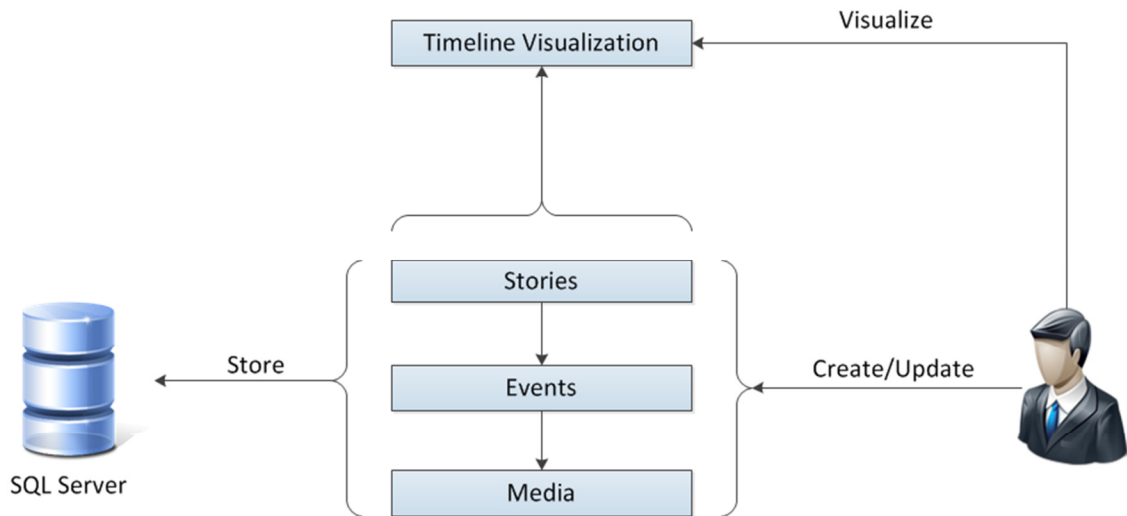 Visualize
Timeline Visualization
Stories
Store
Events
Create/Update
SQL Server
Media